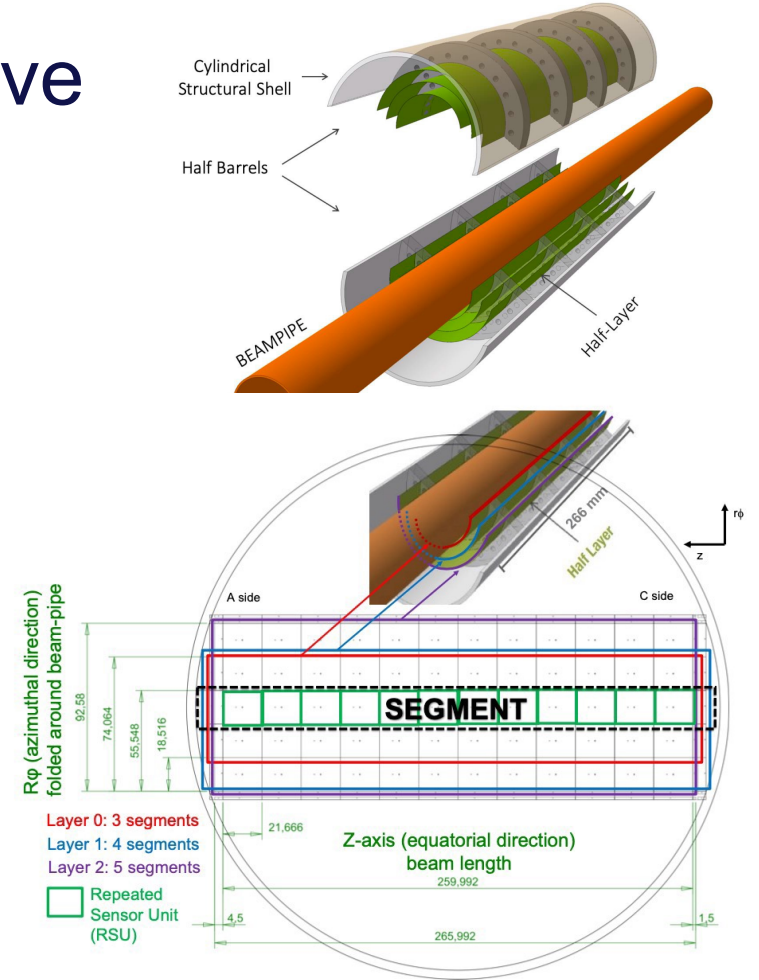 ve
Cylindrical
Structural Shell
Half Barrels
BEAMPIPE
Half-Layer
266 mm
Half Layer
rϕ
z
A side
C side
Rφ (azimuthal direction)
folded around beam-pipe
92,58
74,064
55,548
18,516
SEGMENT
Layer 0: 3 segments
Layer 1: 4 segments
Layer 2: 5 segments
Repeated
Sensor Unit
(RSU)
21,666
Z-axis (equatorial direction)
beam length
259,992
4,5
1,5
265,992